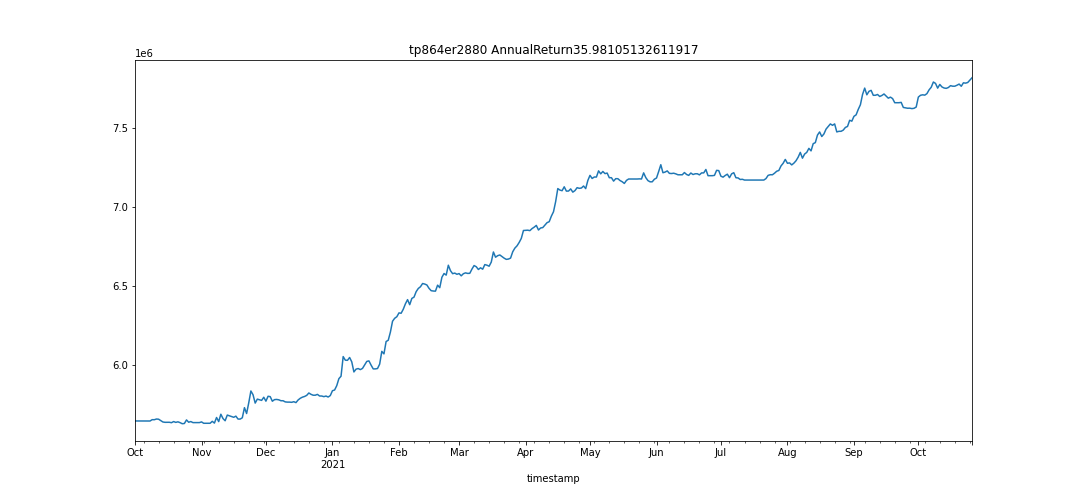 tp864er2880 AnnualReturn35.98105132611917
1e6
7.5
7.0
6.5
6.0
Oct Nov Dec Jan Feb Mar Apr May Jun Jul Aug Sep Oct
2021
timestamp